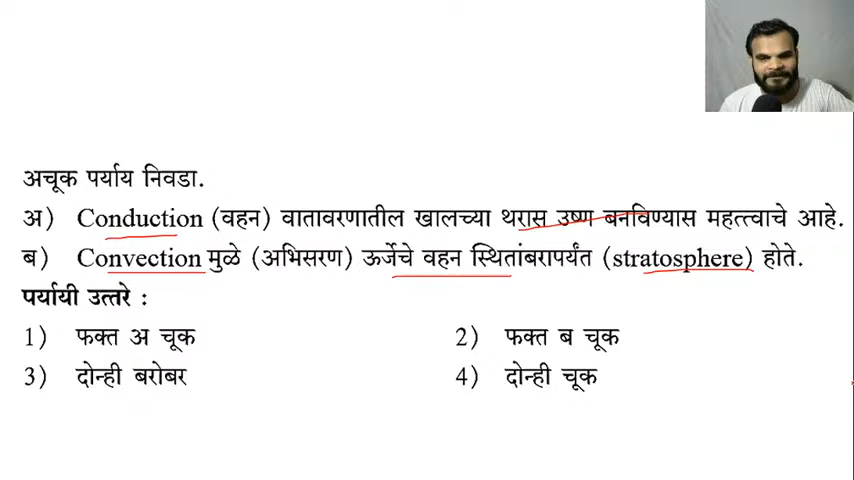 अचूक पर्याय निवडा.
अ) Conduction (वहन) वातावरणातील खालच्या थरास उष्ण बनविण्यास महत्त्वाचे आहे.
ब) Convection मुळे (अभिसरण) ऊर्जेचे वहन स्थितांबरापर्यंत (stratosphere) होते.
पर्यायी उत्तरे :
1) फक्त अ चूक
2) फक्त ब चूक
3) दोन्ही बरोबर
4) दोन्ही चूक